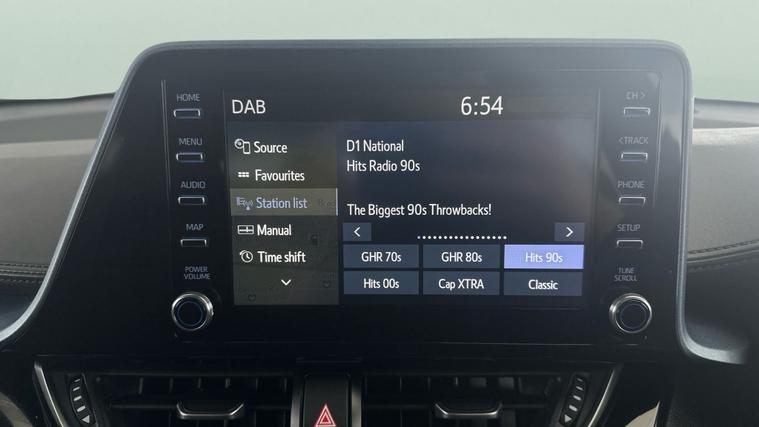 HOME
MENU
AUDIO
MAP
POWER
VOLUME
DAB
6:54
Source
Favourites
Station list
Manual
Time shift
D1 National
Hits Radio 90s
The Biggest 90s Throwbacks!
<
>
GHR 70s
GHR 80s
Hits 90s
Hits 00s
Cap XTRA
Classic
CH >
< TRACK
PHONE
SETUP
TUNE
SCROLL